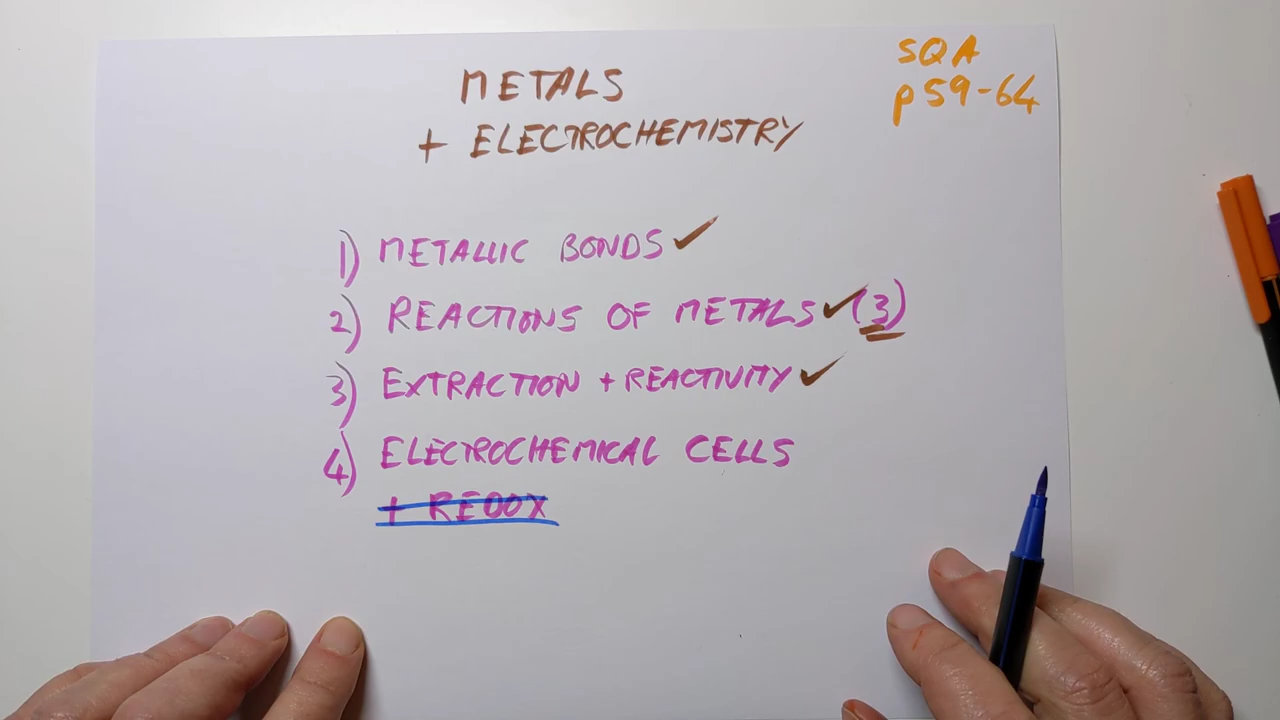 METALS
+ ELECTROCHEMISTRY
SQA
p59-64
1) METALLIC BONDS ✓
2) REACTIONS OF METALS ✓ (3)
3) EXTRACTION + REACTIVITY ✓
4) ELECTROCHEMICAL CELLS
+ REDOX